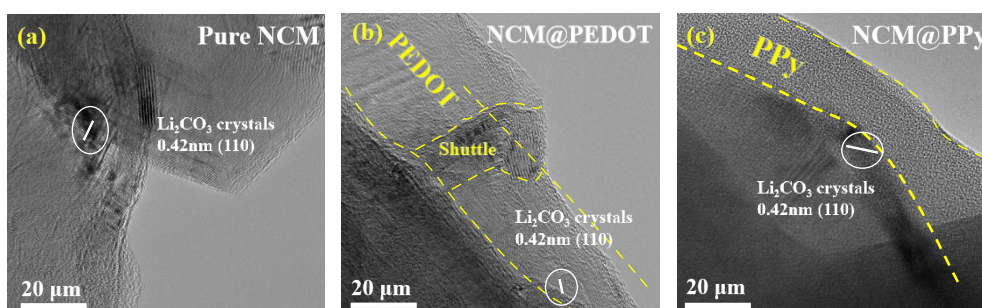 (a)
Pure NCM
Li₂CO₃ crystals
0.42nm (110)
20 μm
(b)
NCM@PEDOT
PEDOT
Shuttle
Li₂CO₃ crystals
0.42nm (110)
20 μm
(c)
NCM@PPy
PPy
Li₂CO₃ crystals
0.42nm (110)
20 μm